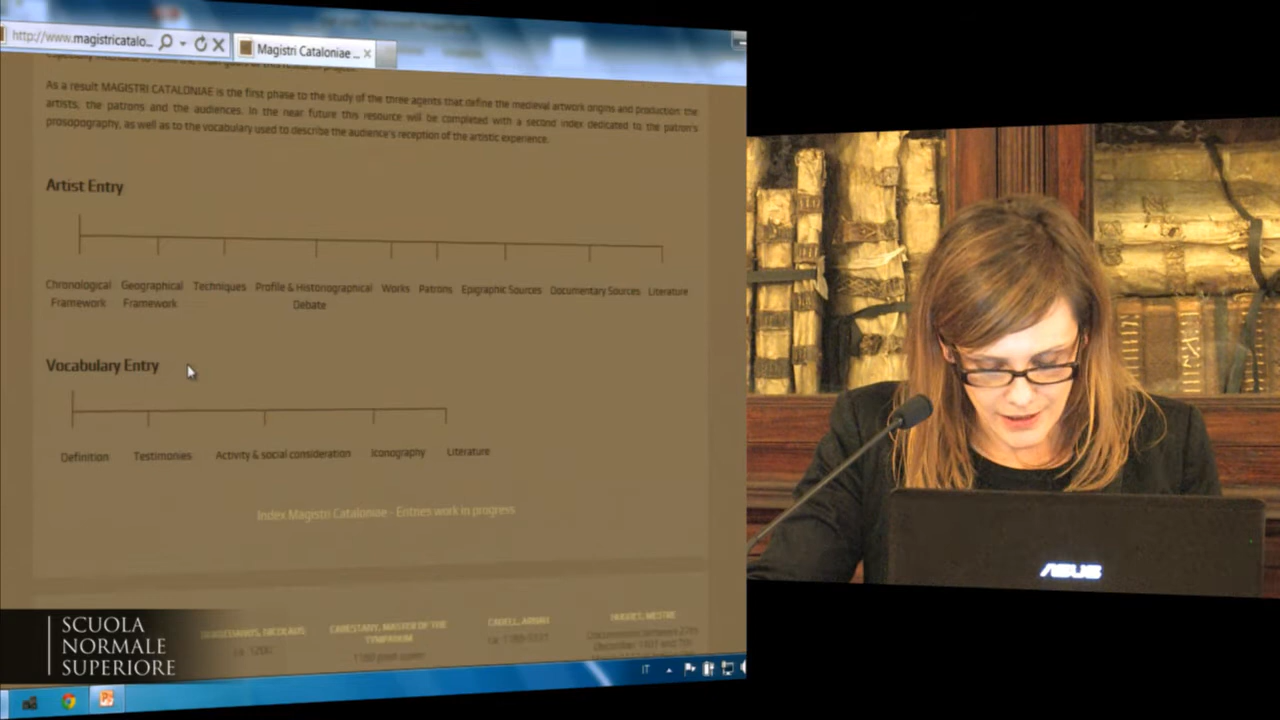 http://www.magistricatalo...
Magistri Cataloniae ...
As a result MAGISTRI CATALONIAE is the first phase to the study of the three agents that define the medieval artwork origins and production: the
artists, the patrons and the audiences. In the near future this resource will be completed with a second index dedicated to the patron's
prosopography, as well as to the vocabulary used to describe the audience's reception of the artistic experience.
Artist Entry
Chronological Framework
Geographical Framework
Techniques
Profile & Historiographical Debate
Works
Patrons
Epigraphic Sources
Documentary Sources
Literature
Vocabulary Entry
Definition
Testimonies
Activity & social consideration
Iconography
Literature
Index Magistri Cataloniae - Entries work in progress
CABESTANY, MASTER OF THE
TYMPANUM
CADELL, ARNAU
SCUOLA
NORMALE
SUPERIORE
IT
ASUS